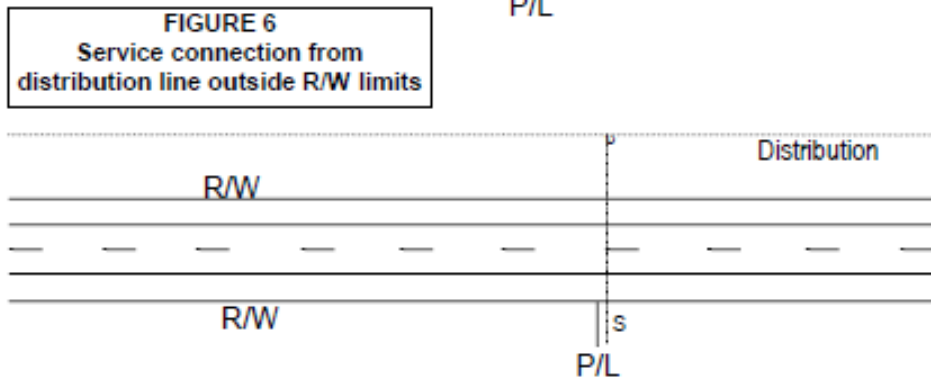 P/L
FIGURE 6
Service connection from
distribution line outside R/W limits
Distribution
R/W
R/W
S
P/L